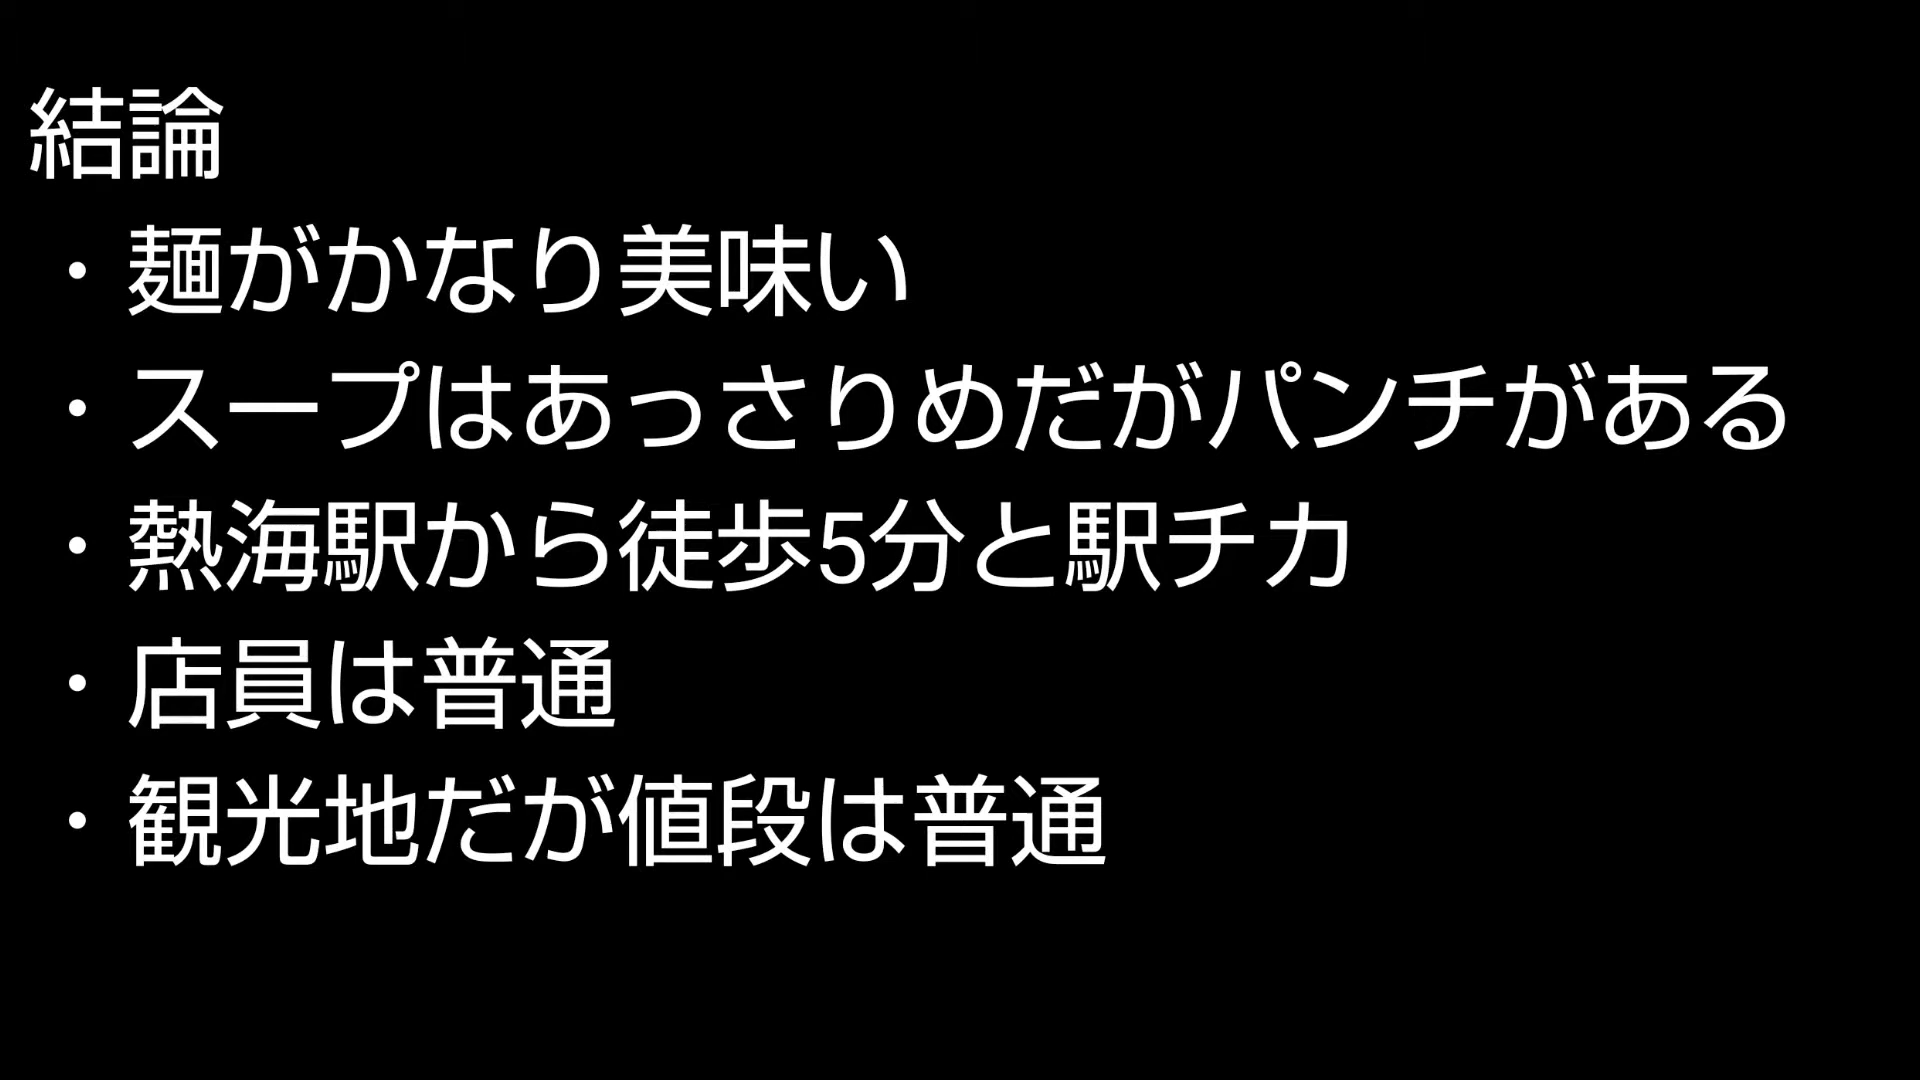 結論
・麺がかなり美味い
・スープはあっさりめだがパンチがある
・熱海駅から徒歩5分と駅チカ
・店員は普通
・観光地だが値段は普通